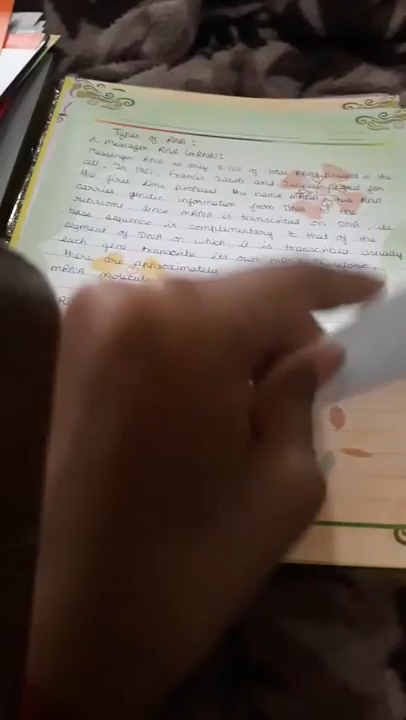 Types of RNA :
A. Messenger RNA (mRNA) :
Messenger RNA is only 5-10% of total RNA present in the
cell. In 1961, Francis Jacob and Jacques for
the first time proposed the name mRNA. This RNA
carries genetic information from DNA to the
ribosome. Since mRNA is transcribed on DNA, its
base sequence is complementary to that of the
segment of DNA on which it is transcribed. Usually
each gene transcribe its own mRNA. Therefore,
there are approximately
mRNA molecul